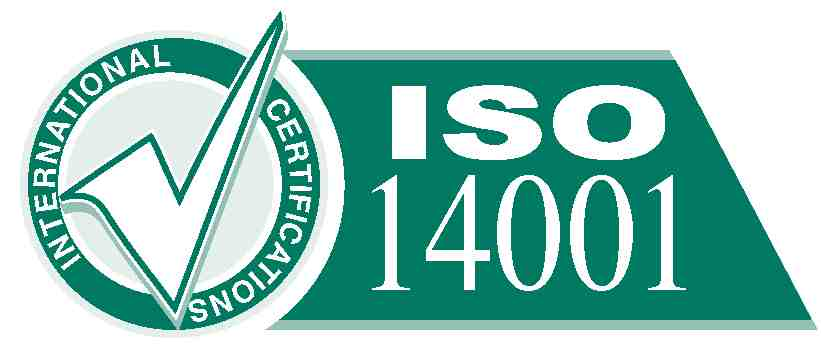 INTERNATIONAL CERTIFICATIONS
ISO
14001